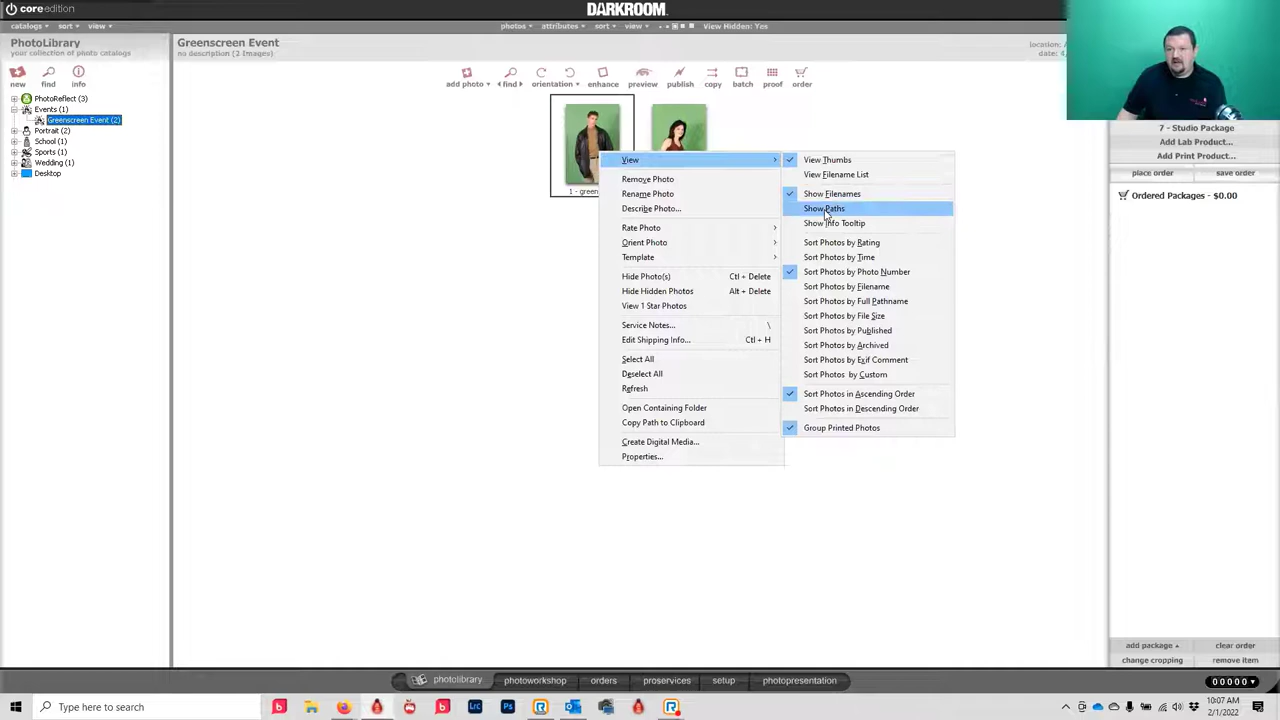 core edition
DARKROOM
catalogs sort view photos attributes sort view View Hidden: Yes
PhotoLibrary
your collection of photo catalogs
Greenscreen Event
no description (2 Images)
location:
date:
new find info
add photo find orientation enhance preview publish copy batch proof order
PhotoReflect (3)
Events (1)
Greenscreen Event (2)
Portrait (2)
School (1)
Sports (1)
Wedding (1)
Desktop
1 - green
View
Remove Photo
Rename Photo
Describe Photo...
Rate Photo
Orient Photo
Template
Hide Photo(s) Ctl + Delete
Hide Hidden Photos Alt + Delete
View 1 Star Photos
Service Notes... \
Edit Shipping Info... Ctl + H
Select All
Deselect All
Refresh
Open Containing Folder
Copy Path to Clipboard
Create Digital Media...
Properties...
View Thumbs
View Filename List
Show Filenames
Show Paths
Show Info Tooltip
Sort Photos by Rating
Sort Photos by Time
Sort Photos by Photo Number
Sort Photos by Filename
Sort Photos by Full Pathname
Sort Photos by File Size
Sort Photos by Published
Sort Photos by Archived
Sort Photos by Exif Comment
Sort Photos by Custom
Sort Photos in Ascending Order
Sort Photos in Descending Order
Group Printed Photos
7 - Studio Package
Add Lab Product...
Add Print Product...
place order save order
Ordered Packages - $0.00
add package clear order
change cropping remove item
photolibrary photoworkshop orders proservices setup photopresentation
00000
Type here to search
Lrc Ps
10:07 AM
2/1/2022